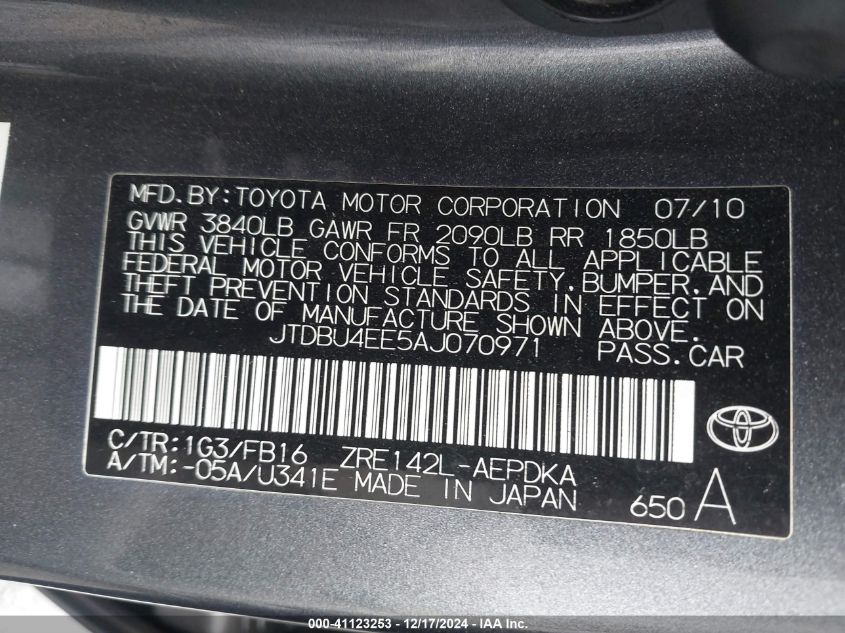 MFD.BY:TOYOTA MOTOR CORPORATION 07/10
GVWR 3840LB GAWR FR 2090LB RR 1850LB
THIS VEHICLE CONFORMS TO ALL APPLICABLE
FEDERAL MOTOR VEHICLE SAFETY.BUMPER.AND
THEFT PREVENTION STANDARDS IN EFFECT ON
THE DATE OF MANUFACTURE SHOWN ABOVE.
JTDBU4EE5AJ070971 PASS.CAR
C/TR:1G3/FB16 ZRE142L-AEPDKA
A/TM:-05A/U341E MADE IN JAPAN 650 A
000-41123253 - 12/17/2024 - IAA Inc.